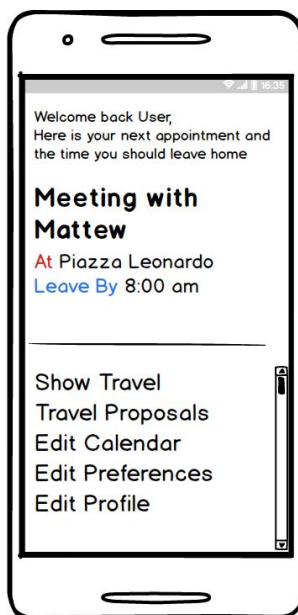 16:35
Welcome back User,
Here is your next appointment and
the time you should leave home
Meeting with
Mattew
At Piazza Leonardo
Leave By 8:00 am
Show Travel
Travel Proposals
Edit Calendar
Edit Preferences
Edit Profile